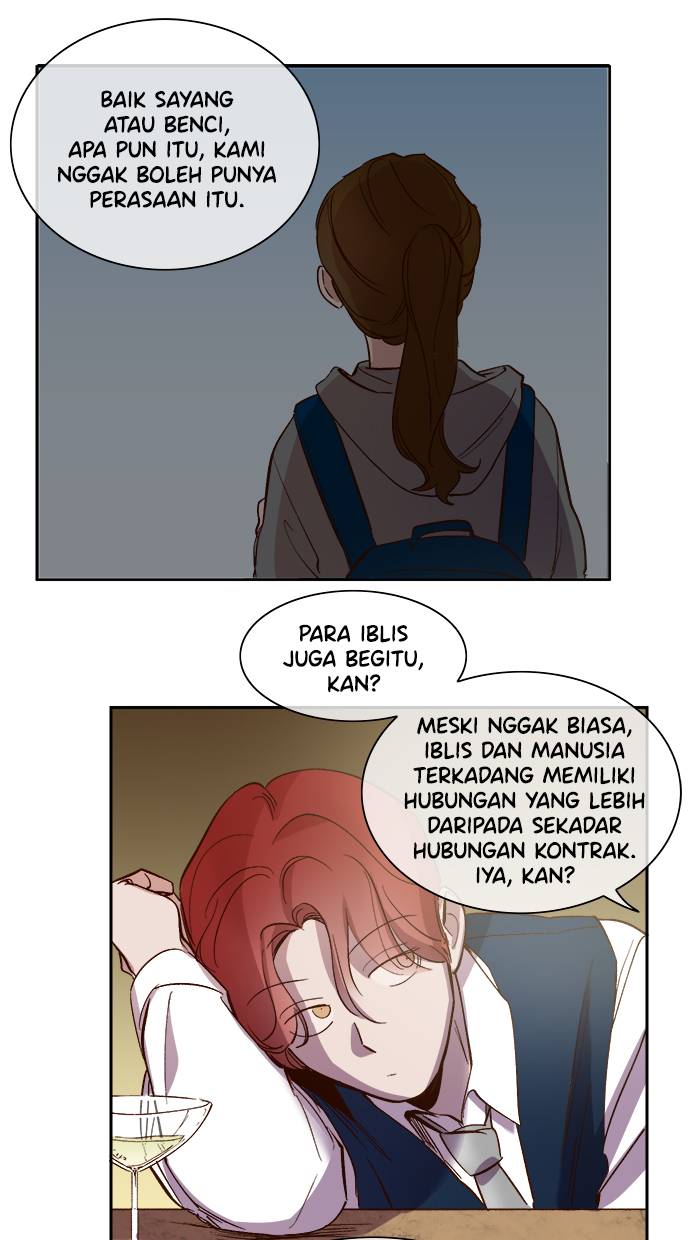 BAIK SAYANG
ATAU BENCI,
APA PUN ITU, KAMI
NGGAK BOLEH PUNYA
PERASAAN ITU.
PARA IBLIS
JUGA BEGITU,
KAN?
MESKI NGGAK BIASA,
IBLIS DAN MANUSIA
TERKADANG MEMILIKI
HUBUNGAN YANG LEBIH
DARIPADA SEKADAR
HUBUNGAN KONTRAK.
IYA, KAN?